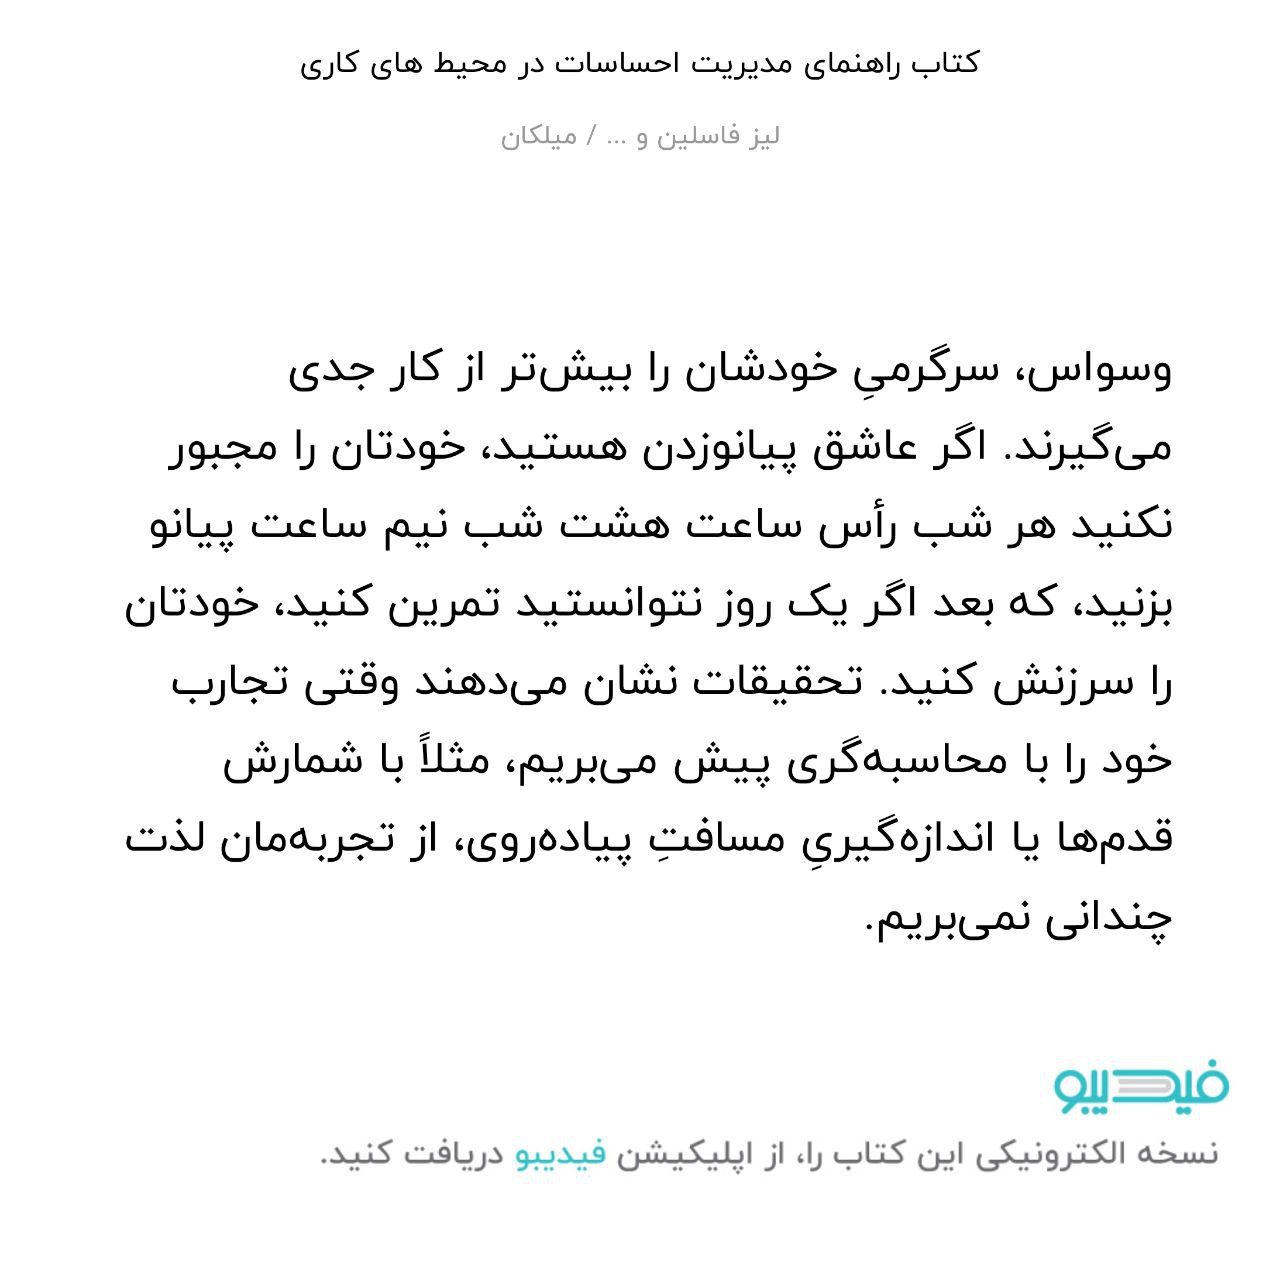 کتاب راهنمای مدیریت احساسات در محیط های کاری
لیز فاسلین و ... / میلکان
وسواس، سرگرمیِ خودشان را بیش‌تر از کار جدی
می‌گیرند. اگر عاشق پیانوزدن هستید، خودتان را مجبور
نکنید هر شب رأس ساعت هشت شب نیم ساعت پیانو
بزنید، که بعد اگر یک روز نتوانستید تمرین کنید، خودتان
را سرزنش کنید. تحقیقات نشان می‌دهند وقتی تجارب
خود را با محاسبه‌گری پیش می‌بریم، مثلاً با شمارش
قدم‌ها یا اندازه‌گیریِ مسافتِ پیاده‌روی، از تجربه‌مان لذت
چندانی نمی‌بریم.
فیدیبو
نسخه الکترونیکی این کتاب را، از اپلیکیشن فیدیبو دریافت کنید.